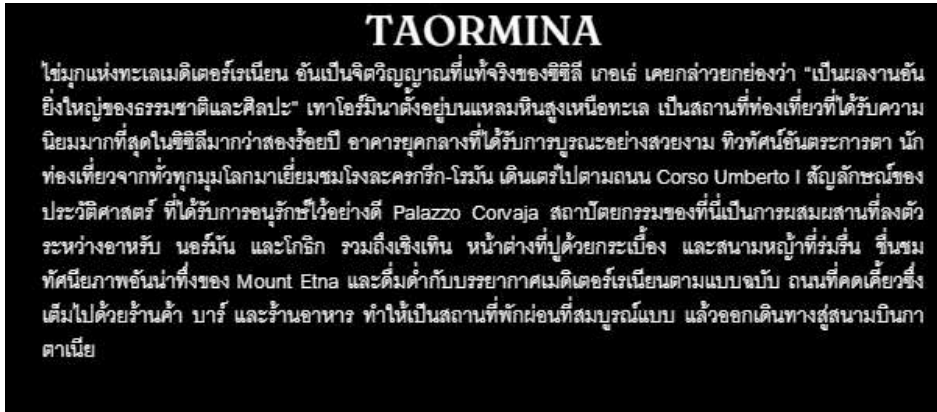 TAORMINA
ไข่มุกแห่งทะเลเมดิเตอร์เรเนียน อันเป็นจิตวิญญาณที่แท้จริงของซิซิลี เกอเธ่ เคยกล่าวยกย่องว่า "เป็นผลงานอัน
ยิ่งใหญ่ของธรรมชาติและศิลปะ" เทาโอร์มินาตั้งอยู่บนแหลมหินสูงเหนือทะเล เป็นสถานที่ท่องเที่ยวที่ได้รับความ
นิยมมากที่สุดในซิซิลีมากว่าสองร้อยปี อาคารยุคกลางที่ได้รับการบูรณะอย่างสวยงาม ทิวทัศน์อันตระการตา นัก
ท่องเที่ยวจากทั่วทุกมุมโลกมาเยี่ยมชมโรงละครกรีก-โรมัน เดินเตร่ไปตามถนน Corso Umberto I สัญลักษณ์ของ
ประวัติศาสตร์ ที่ได้รับการอนุรักษ์ไว้อย่างดี Palazzo Corvaja สถาปัตยกรรมของที่นี่เป็นการผสมผสานที่ลงตัว
ระหว่างอาหรับ นอร์มัน และโกธิก รวมถึงเชิงเทิน หน้าต่างที่ปูด้วยกระเบื้อง และสนามหญ้าที่ร่มรื่น ชื่นชม
ทัศนียภาพอันน่าทึ่งของ Mount Etna และดื่มด่ำกับบรรยากาศเมดิเตอร์เรเนียนตามแบบฉบับ ถนนที่คดเคี้ยวซึ่ง
เต็มไปด้วยร้านค้า บาร์ และร้านอาหาร ทำให้เป็นสถานที่พักผ่อนที่สมบูรณ์แบบ แล้วออกเดินทางสู่สนามบินกา
ตาเนีย